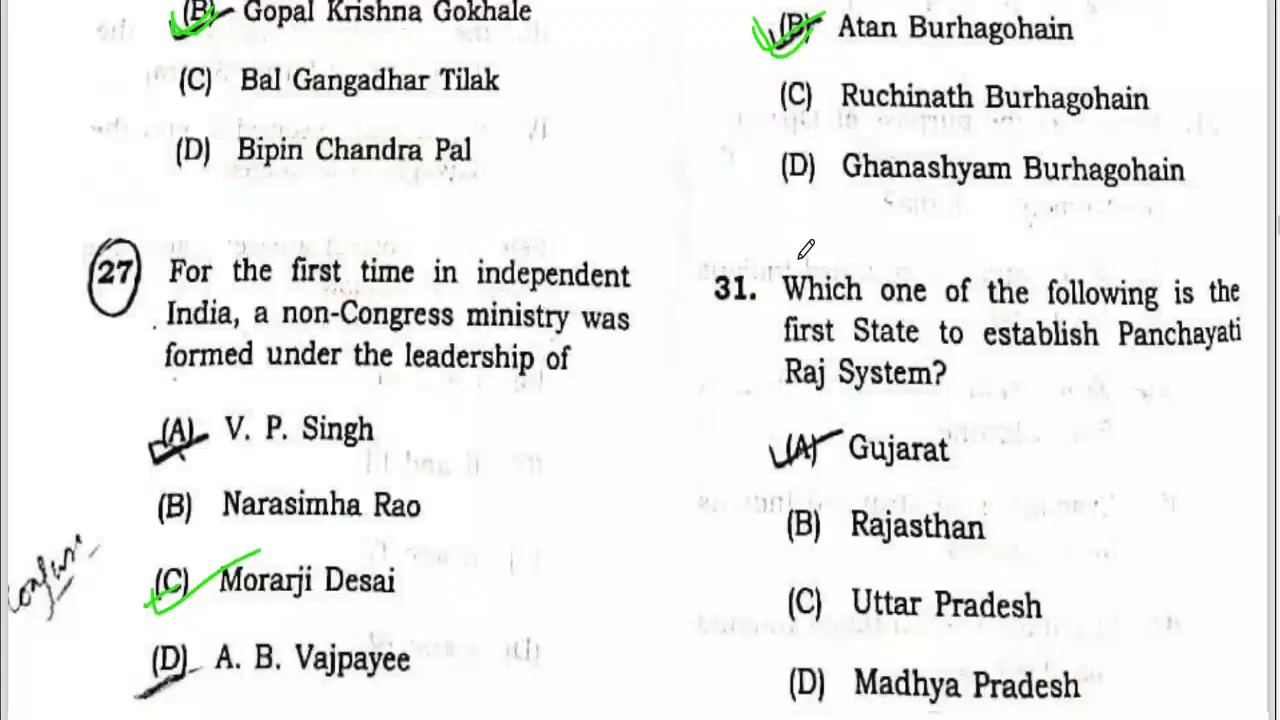 (B) Gopal Krishna Gokhale
(C) Bal Gangadhar Tilak
(D) Bipin Chandra Pal
27 For the first time in independent
India, a non-Congress ministry was
formed under the leadership of
(A) V. P. Singh
(B) Narasimha Rao
(C) Morarji Desai
(D) A. B. Vajpayee
(B) Atan Burhagohain
(C) Ruchinath Burhagohain
(D) Ghanashyam Burhagohain
31. Which one of the following is the
first State to establish Panchayati
Raj System?
(A) Gujarat
(B) Rajasthan
(C) Uttar Pradesh
(D) Madhya Pradesh